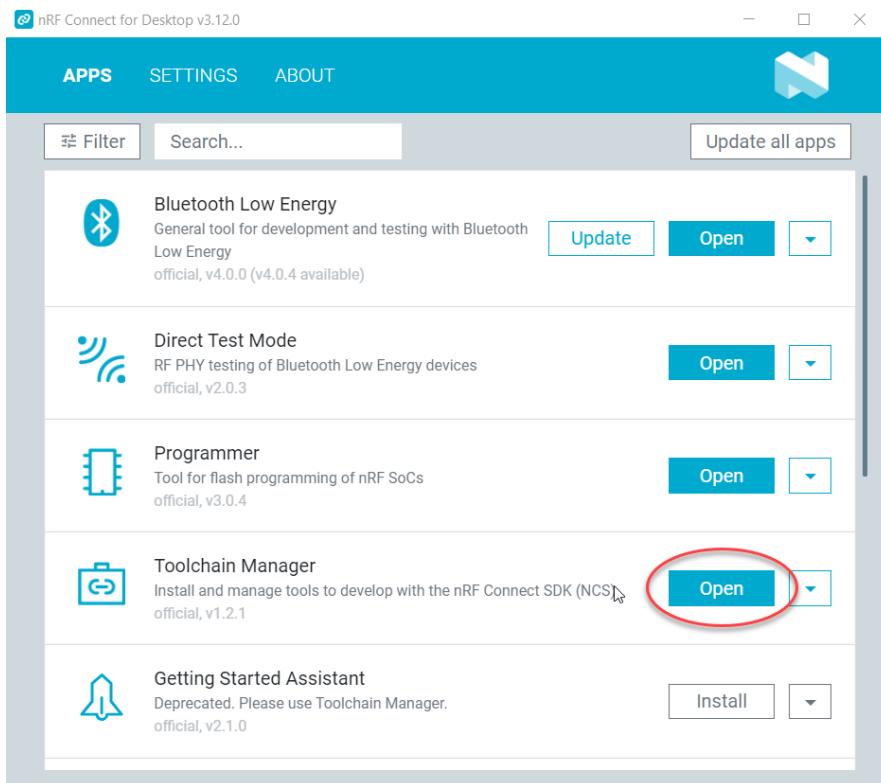 nRF Connect for Desktop v3.12.0
APPS SETTINGS ABOUT
Filter Search... Update all apps
Bluetooth Low Energy
General tool for development and testing with Bluetooth
Low Energy
official, v4.0.0 (v4.0.4 available)
Update Open
Direct Test Mode
RF PHY testing of Bluetooth Low Energy devices
official, v2.0.3
Open
Programmer
Tool for flash programming of nRF SoCs
official, v3.0.4
Open
Toolchain Manager
Install and manage tools to develop with the nRF Connect SDK (NCS)
official, v1.2.1
Open
Getting Started Assistant
Deprecated. Please use Toolchain Manager.
official, v2.1.0
Install